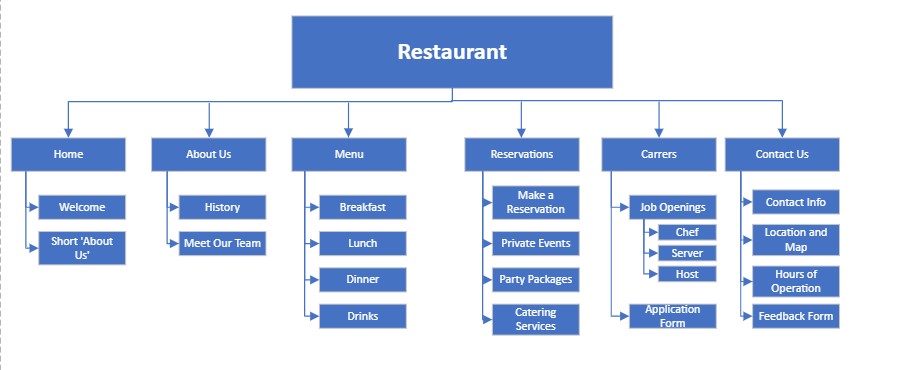 Restaurant
Home
About Us
Menu
Reservations
Carrers
Contact Us
Welcome
Short 'About
Us'
History
Meet Our Team
Breakfast
Lunch
Dinner
Drinks
Make a
Reservation
Private Events
Party Packages
Catering
Services
Job Openings
Chef
Server
Host
Application
Form
Contact Info
Location and
Map
Hours of
Operation
Feedback Form